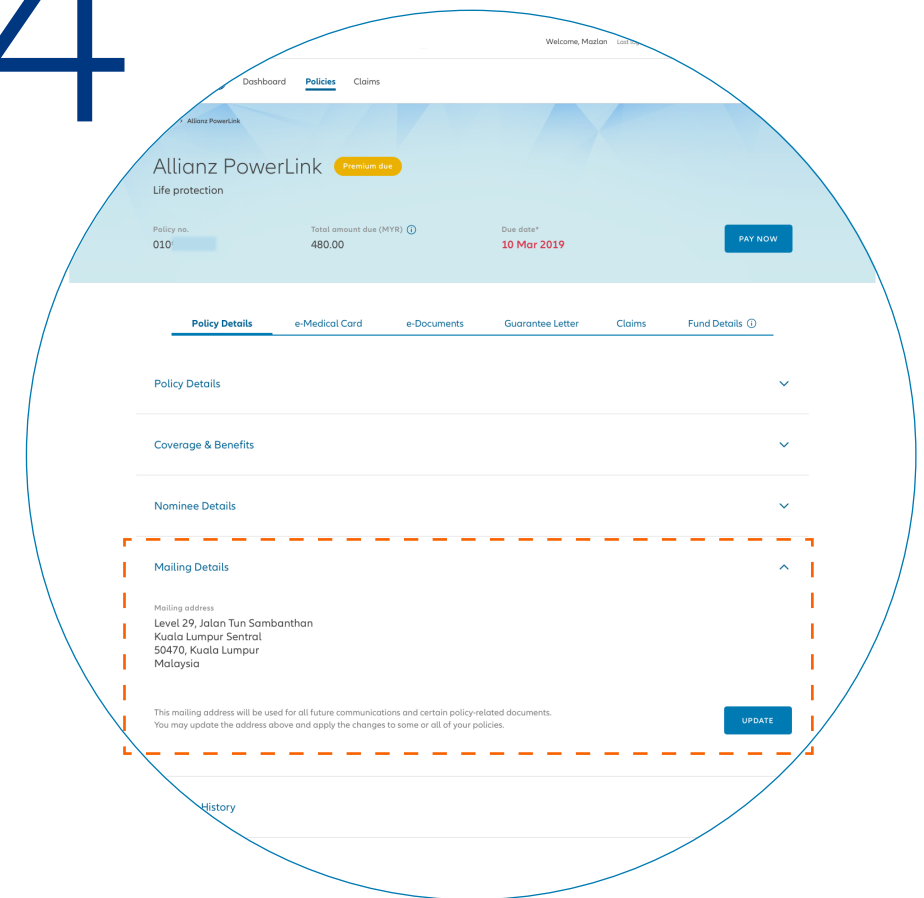 4
Welcome, Mazlan
Dashboard Policies Claims
Allianz PowerLink
Allianz PowerLink Premium due
Life protection
Policy no. Total amount due (MYR) Due date*
010 480.00 10 Mar 2019 PAY NOW
Policy Details e-Medical Card e-Documents Guarantee Letter Claims Fund Details
Policy Details
Coverage & Benefits
Nominee Details
Mailing Details
Mailing address
Level 29, Jalan Tun Sambanthan
Kuala Lumpur Sentral
50470, Kuala Lumpur
Malaysia
This mailing address will be used for all future communications and certain policy-related documents.
You may update the address above and apply the changes to some or all of your policies.
UPDATE
History